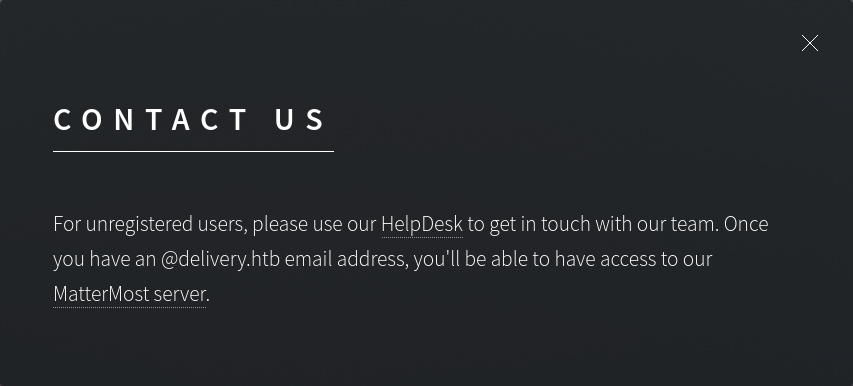 CONTACT US
For unregistered users, please use our HelpDesk to get in touch with our team. Once
you have an @delivery.htb email address, you'll be able to have access to our
MatterMost server.